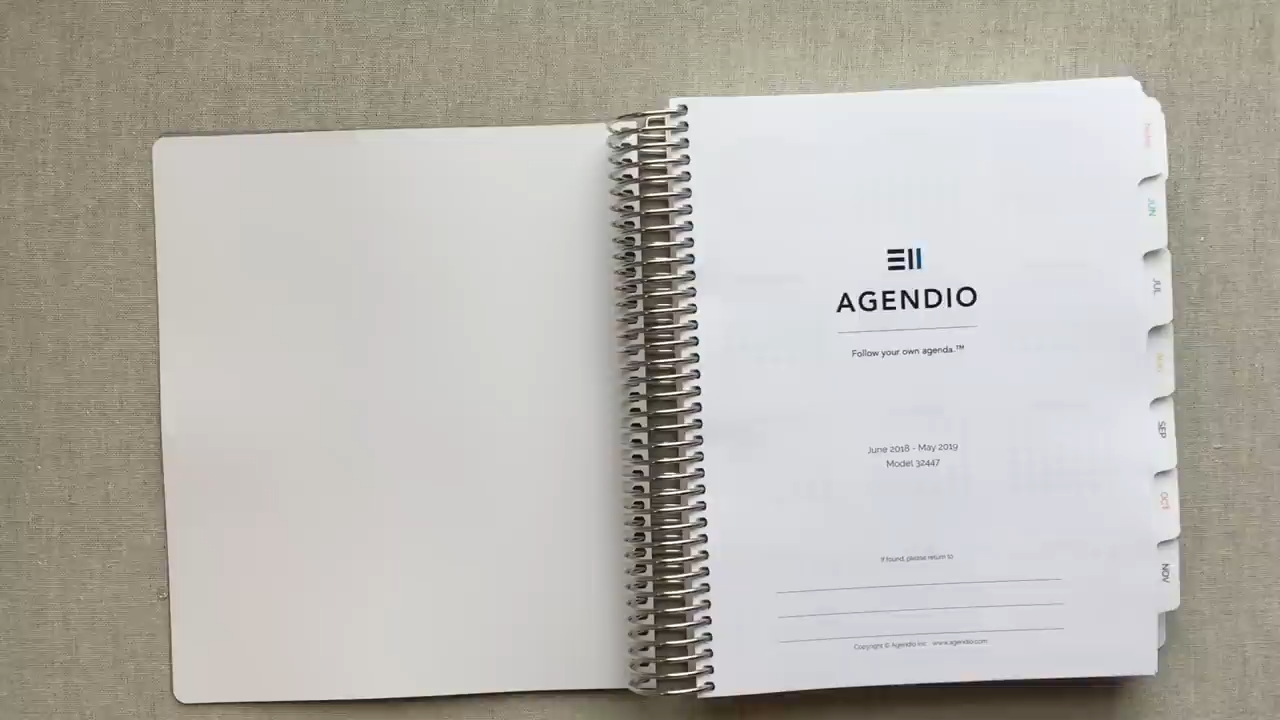 AGENDIO
Follow your own agenda.™
June 2018 - May 2019
Model 32447
If found, please return to
Copyright © Agendio Inc. www.agendio.com
JUN
JUL
SEP
OCT
NOV